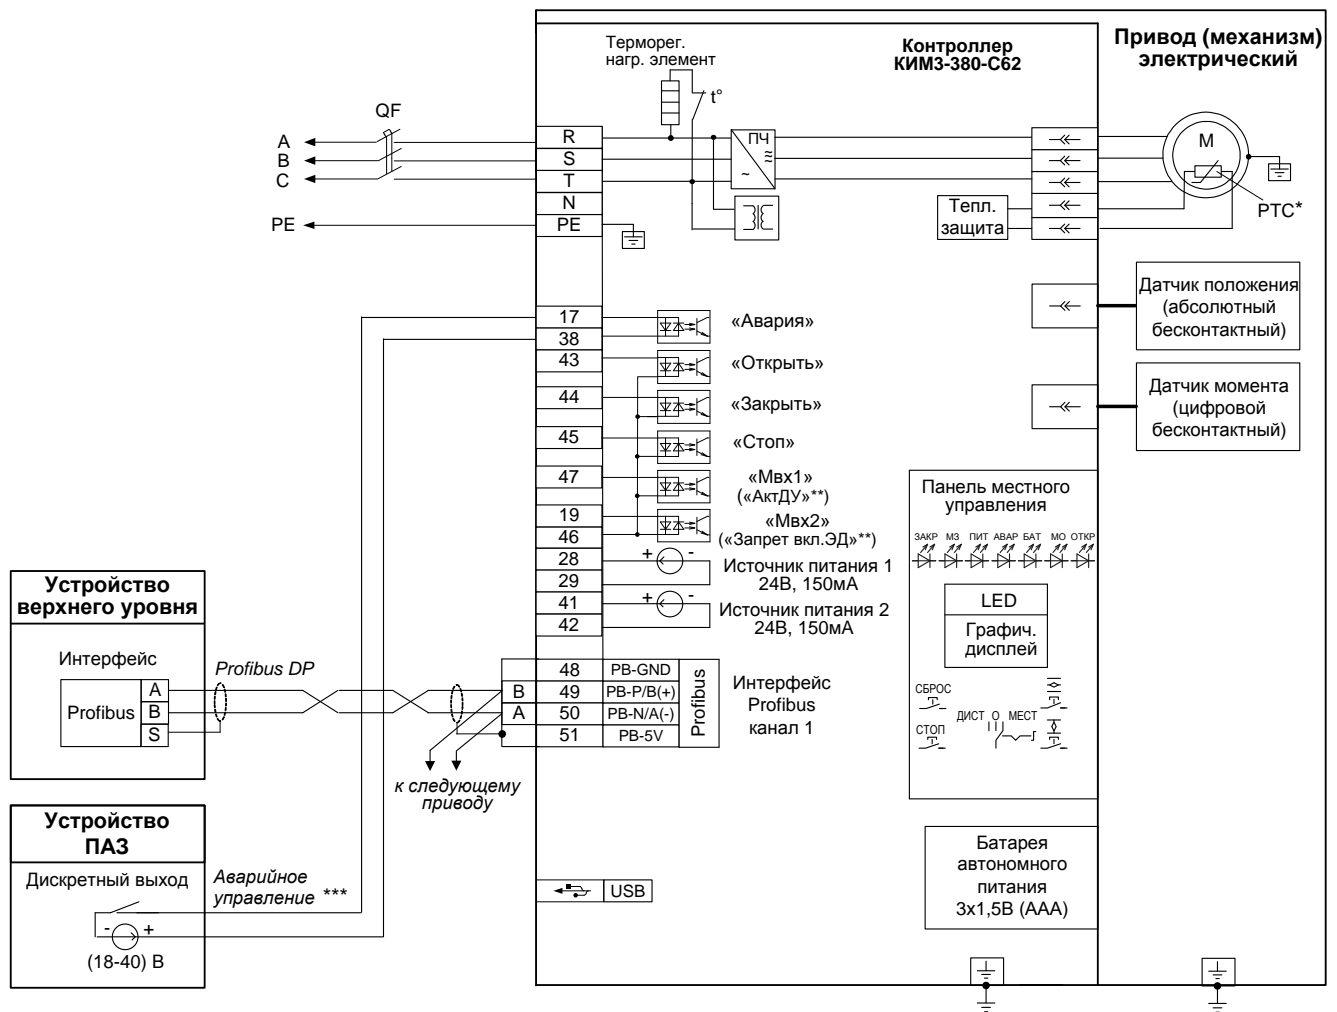 Контроллер
КИМ3-380-С62
Привод (механизм)
электрический
Терморег.
нагр. элемент
t°
QF
A
B
C
PE
R
S
T
N
PE
ПЧ
≈
~
M
PTC*
Тепл.
защита
Датчик положения
(абсолютный
бесконтактный)
Датчик момента
(цифровой
бесконтактный)
17
38
43
44
45
47
19
46
28
29
41
42
«Авария»
«Открыть»
«Закрыть»
«Стоп»
«Мвх1»
(«АктДУ»**)
«Мвх2»
(«Запрет вкл.ЭД»**)
+ -
Источник питания 1
24В, 150мА
+ -
Источник питания 2
24В, 150мА
Панель местного
управления
ЗАКР МЗ ПИТ АВАР БАТ МО ОТКР
LED
Графич.
дисплей
СБРОС
СТОП
ДИСТ О МЕСТ
Устройство
верхнего уровня
Интерфейс
Profibus
A
B
S
Profibus DP
B
A
48 PB-GND
49 PB-P/B(+)
50 PB-N/A(-)
51 PB-5V
Profibus
Интерфейс
Profibus
канал 1
к следующему
приводу
Устройство
ПАЗ
Дискретный выход
- +
(18-40) В
Аварийное
управление ***
USB
Батарея
автономного
питания
3x1,5В (ААА)